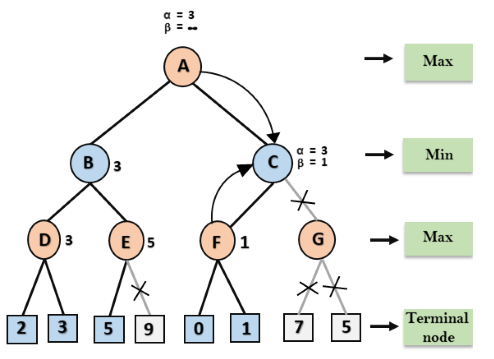 α = 3
β = ∞
A
Max
B
3
C
α = 3
β = 1
Min
D
3
E
5
F
1
G
Max
2
3
5
9
0
1
7
5
Terminal
node